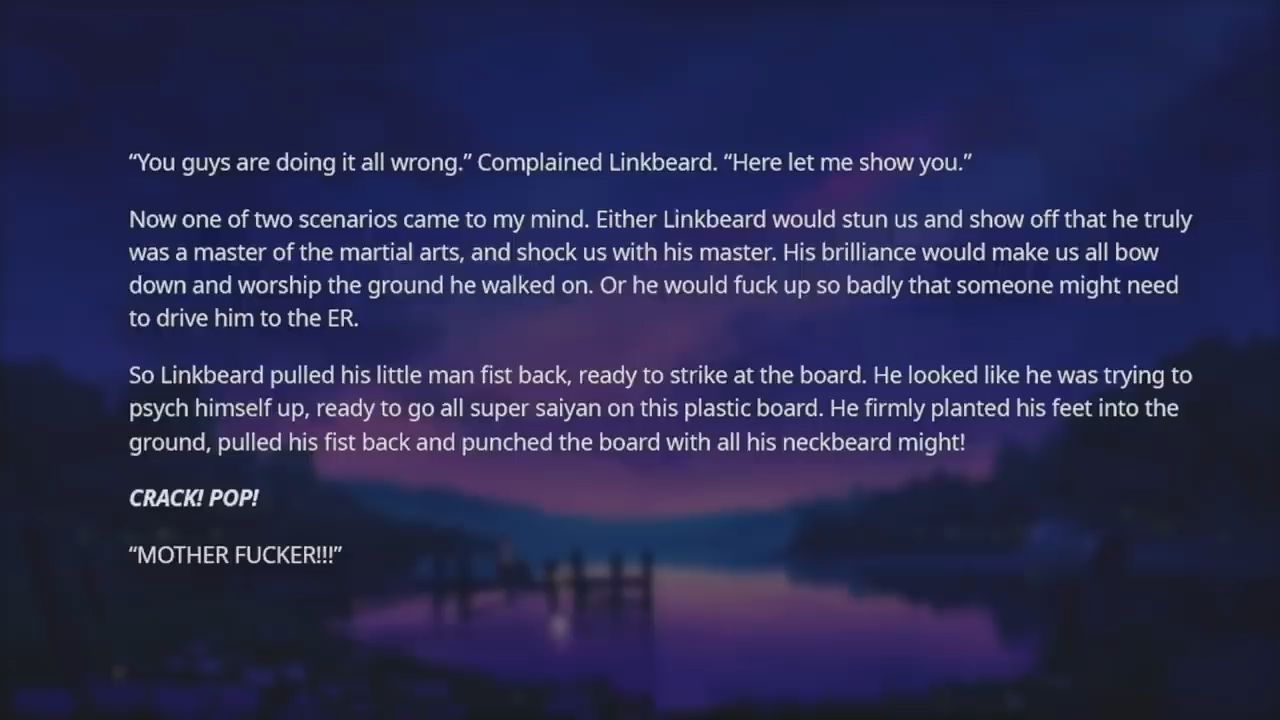 “You guys are doing it all wrong.” Complained Linkbeard. “Here let me show you.”
Now one of two scenarios came to my mind. Either Linkbeard would stun us and show off that he truly
was a master of the martial arts, and shock us with his master. His brilliance would make us all bow
down and worship the ground he walked on. Or he would fuck up so badly that someone might need
to drive him to the ER.
So Linkbeard pulled his little man fist back, ready to strike at the board. He looked like he was trying to
psych himself up, ready to go all super saiyan on this plastic board. He firmly planted his feet into the
ground, pulled his fist back and punched the board with all his neckbeard might!
CRACK! POP!
“MOTHER FUCKER!!!”